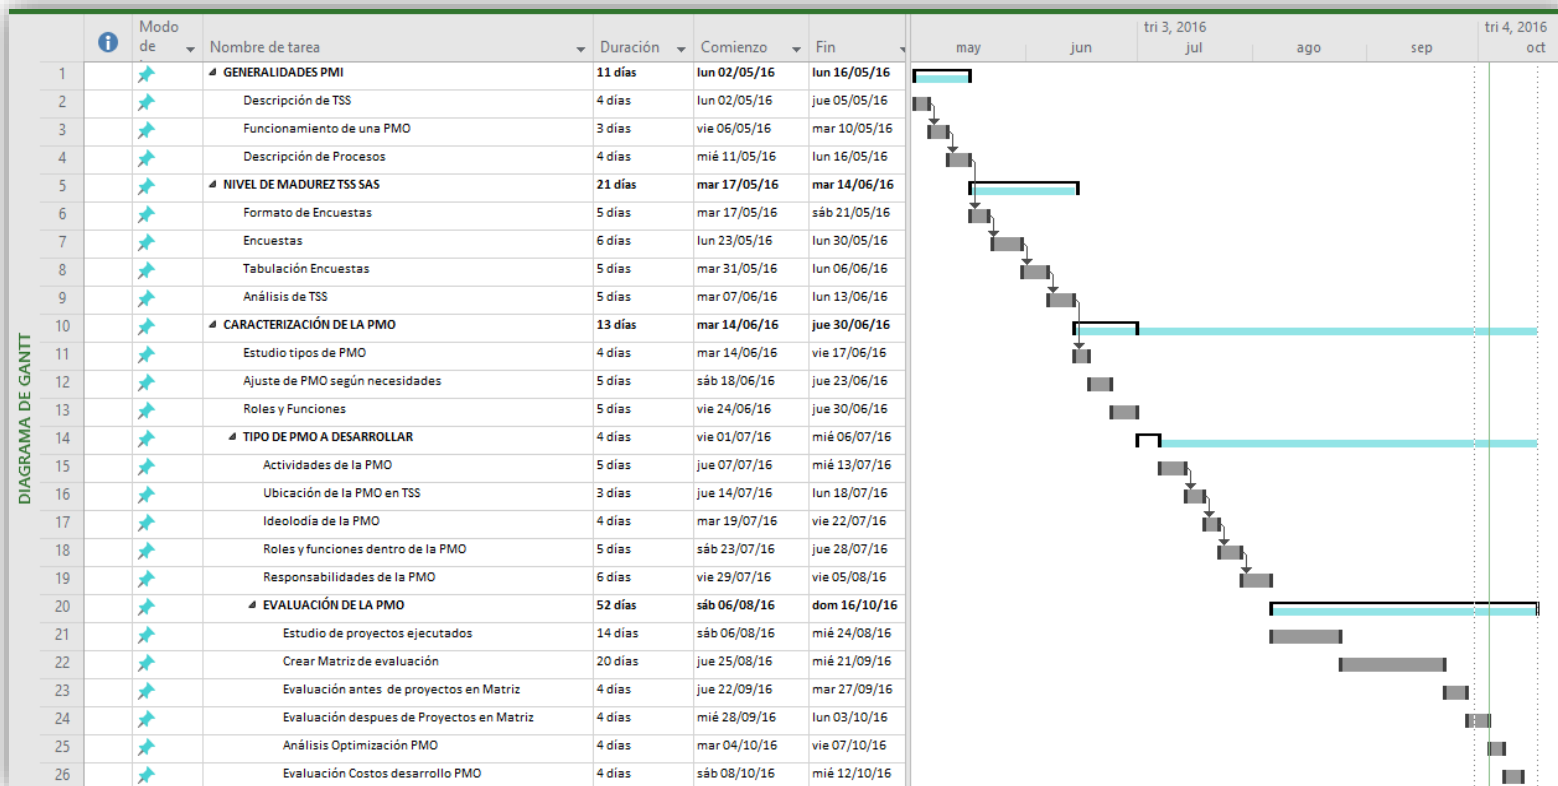 DIAGRAMA DE GANTT
Modo de Nombre de tarea Duración Comienzo Fin
tri 3, 2016 tri 4, 2016
may jun jul ago sep oct
1 GENERALIDADES PMI 11 días lun 02/05/16 lun 16/05/16
2 Descripción de TSS 4 días lun 02/05/16 jue 05/05/16
3 Funcionamiento de una PMO 3 días vie 06/05/16 mar 10/05/16
4 Descripción de Procesos 4 días mié 11/05/16 lun 16/05/16
5 NIVEL DE MADUREZ TSS SAS 21 días mar 17/05/16 mar 14/06/16
6 Formato de Encuestas 5 días mar 17/05/16 sáb 21/05/16
7 Encuestas 6 días lun 23/05/16 lun 30/05/16
8 Tabulación Encuestas 5 días mar 31/05/16 lun 06/06/16
9 Análisis de TSS 5 días mar 07/06/16 lun 13/06/16
10 CARACTERIZACIÓN DE LA PMO 13 días mar 14/06/16 jue 30/06/16
11 Estudio tipos de PMO 4 días mar 14/06/16 vie 17/06/16
12 Ajuste de PMO según necesidades 5 días sáb 18/06/16 jue 23/06/16
13 Roles y Funciones 5 días vie 24/06/16 jue 30/06/16
14 TIPO DE PMO A DESARROLLAR 4 días vie 01/07/16 mié 06/07/16
15 Actividades de la PMO 5 días jue 07/07/16 mié 13/07/16
16 Ubicación de la PMO en TSS 3 días jue 14/07/16 lun 18/07/16
17 Ideolodía de la PMO 4 días mar 19/07/16 vie 22/07/16
18 Roles y funciones dentro de la PMO 5 días sáb 23/07/16 jue 28/07/16
19 Responsabilidades de la PMO 6 días vie 29/07/16 vie 05/08/16
20 EVALUACIÓN DE LA PMO 52 días sáb 06/08/16 dom 16/10/16
21 Estudio de proyectos ejecutados 14 días sáb 06/08/16 mié 24/08/16
22 Crear Matriz de evaluación 20 días jue 25/08/16 mié 21/09/16
23 Evaluación antes de proyectos en Matriz 4 días jue 22/09/16 mar 27/09/16
24 Evaluación despues de Proyectos en Matriz 4 días mié 28/09/16 lun 03/10/16
25 Análisis Optimización PMO 4 días mar 04/10/16 vie 07/10/16
26 Evaluación Costos desarrollo PMO 4 días sáb 08/10/16 mié 12/10/16